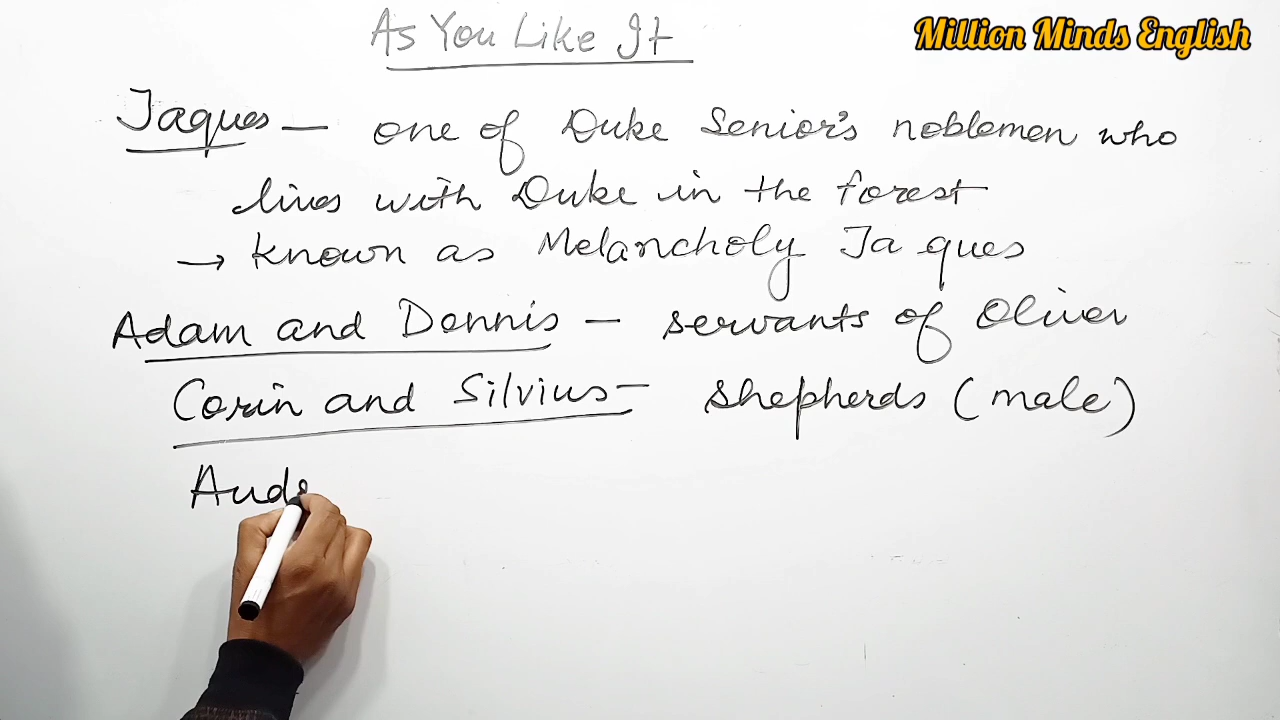 As You Like It
Million Minds English
Jaques — one of Duke Senior's noblemen who
lives with Duke in the forest
→ known as Melancholy Jaques
Adam and Dennis — servants of Oliver
Corin and Silvius — shepherds (male)
Aud